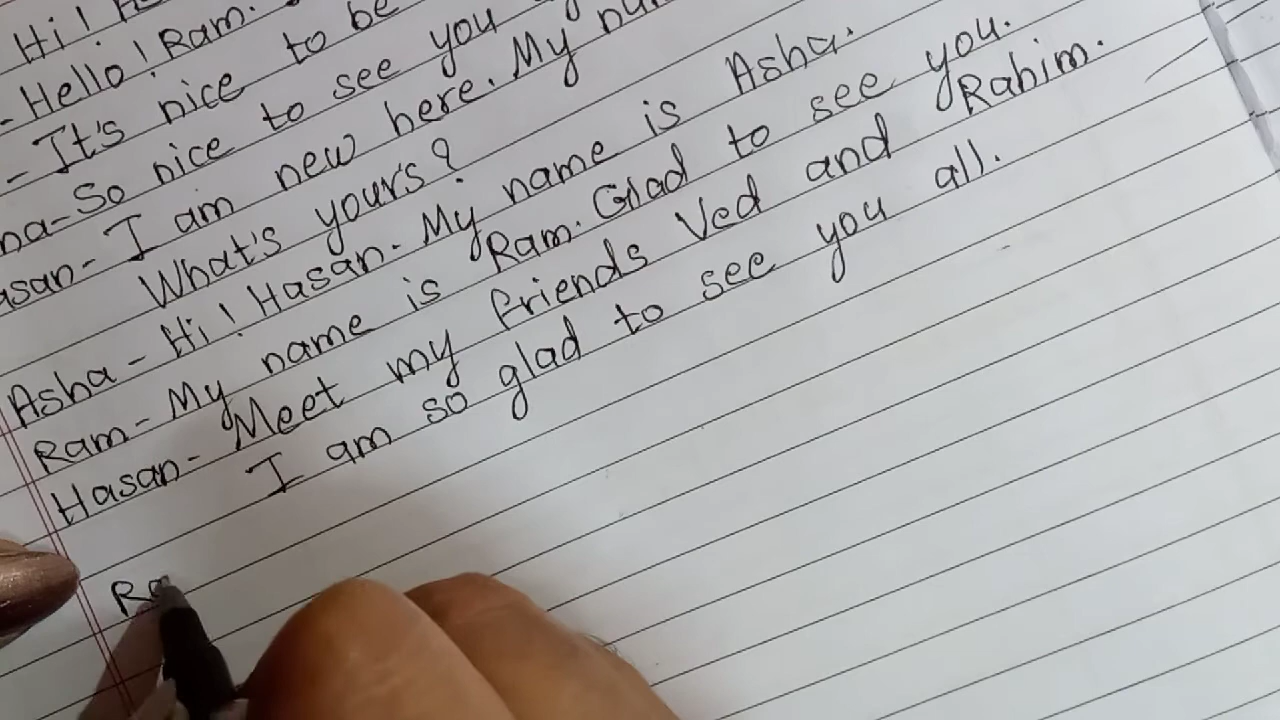 Hi!
- Hello! Ram.
- It's nice to be
- So nice to see you
- I am new here. My
What's yours?
Asha - Hi! Hasan. My name is Asha.
Ram - My name is Ram. Glad to see you.
Hasan - Meet my friends Ved and Rahim.
I am so glad to see you all.